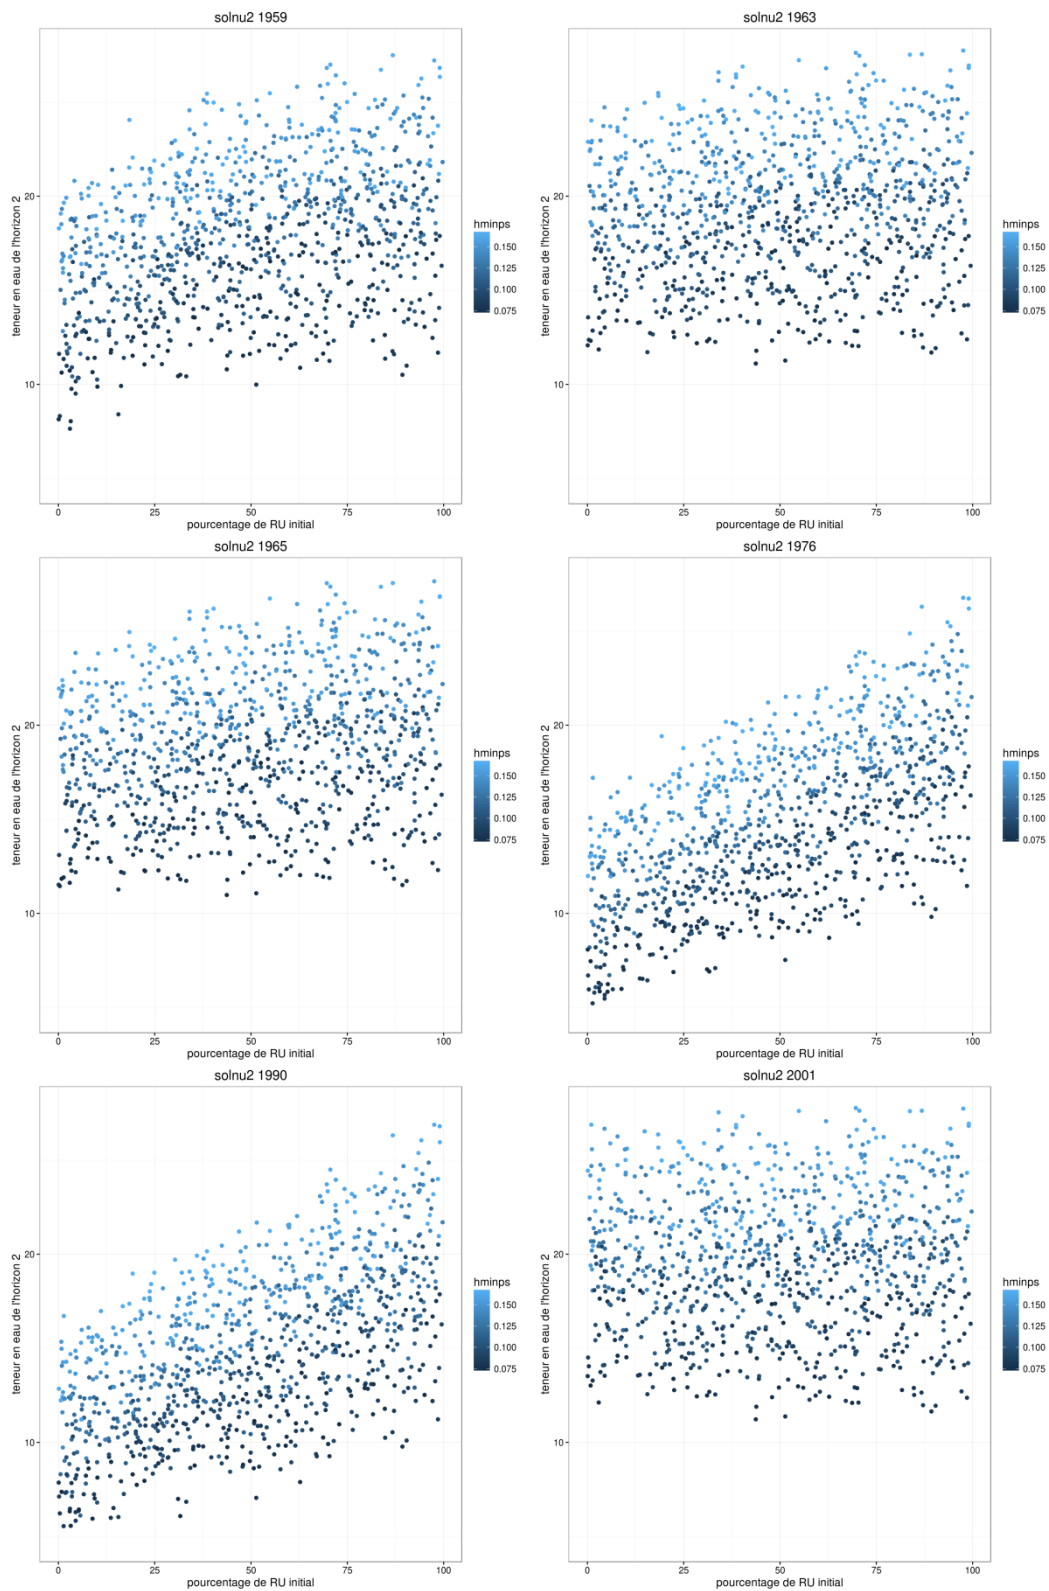 solnu2 1959
teneur en eau de l'horizon 2
20
10
0
25
50
75
100
pourcentage de RU initial
hminps
0.150
0.125
0.100
0.075
solnu2 1963
teneur en eau de l'horizon 2
20
10
0
25
50
75
100
pourcentage de RU initial
hminps
0.150
0.125
0.100
0.075
solnu2 1965
teneur en eau de l'horizon 2
20
10
0
25
50
75
100
pourcentage de RU initial
hminps
0.150
0.125
0.100
0.075
solnu2 1976
teneur en eau de l'horizon 2
20
10
0
25
50
75
100
pourcentage de RU initial
hminps
0.150
0.125
0.100
0.075
solnu2 1990
teneur en eau de l'horizon 2
20
10
0
25
50
75
100
pourcentage de RU initial
hminps
0.150
0.125
0.100
0.075
solnu2 2001
teneur en eau de l'horizon 2
20
10
0
25
50
75
100
pourcentage de RU initial
hminps
0.150
0.125
0.100
0.075